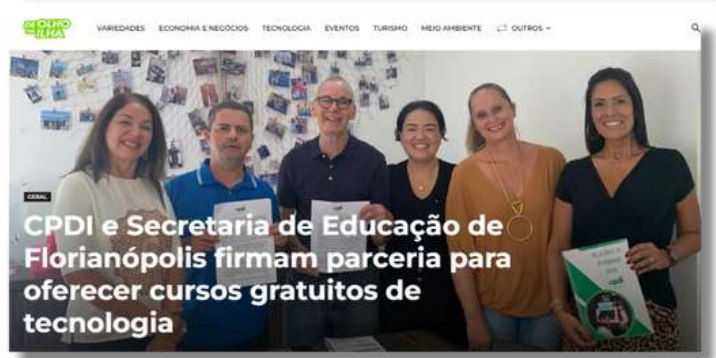 DE OLHO
NA ILHA
VARIEDADES ECONOMIA E NEGÓCIOS TECNOLOGIA EVENTOS TURISMO MEIO AMBIENTE OUTROS
GERAL
CPDI e Secretaria de Educação de
Florianópolis firmam parceria para
oferecer cursos gratuitos de
tecnologia
cpdi